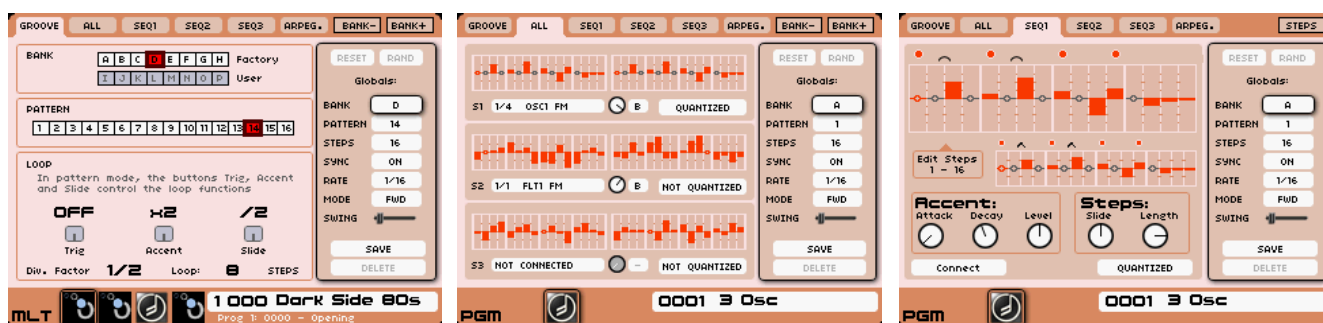 GROOVE ALL SEQ1 SEQ2 SEQ3 ARPEG. BANK- BANK+
BANK
A B C D E F G H Factory
I J K L M N O P User
PATTERN
1 2 3 4 5 6 7 8 9 10 11 12 13 14 15 16
LOOP
In pattern mode, the buttons Trig, Accent
and Slide control the loop functions
OFF x2 /2
Trig Accent Slide
Div. Factor 1/2 Loop: 8 STEPS
RESET RAND
Globals:
BANK D
PATTERN 14
STEPS 16
SYNC ON
RATE 1/16
MODE FWD
SWING
SAVE
DELETE
MLT 1 000 Dark Side 80s
Prog 1: 0000 - Opening
GROOVE ALL SEQ1 SEQ2 SEQ3 ARPEG. BANK- BANK+
S1 1/4 OSC1 FM B QUANTIZED
S2 1/1 FLT1 FM B NOT QUANTIZED
S3 NOT CONNECTED - NOT QUANTIZED
RESET RAND
Globals:
BANK A
PATTERN 1
STEPS 16
SYNC ON
RATE 1/16
MODE FWD
SWING
SAVE
DELETE
PGM 0001 3 Osc
GROOVE ALL SEQ1 SEQ2 SEQ3 ARPEG. STEPS
Edit Steps
1 - 16
Accent:
Attack Decay Level
Steps:
Slide Length
Connect QUANTIZED
RESET RAND
Globals:
BANK A
PATTERN 1
STEPS 16
SYNC ON
RATE 1/16
MODE FWD
SWING
SAVE
DELETE
PGM 0001 3 Osc